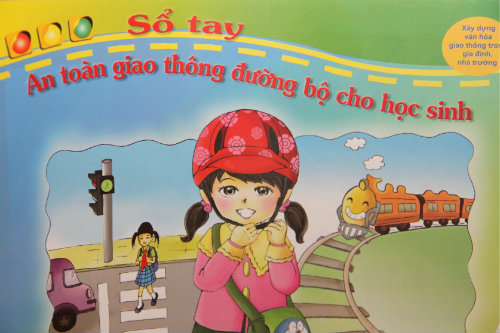 Sổ tay
An toàn giao thông đường bộ cho học sinh
Xây dựng
văn hóa
giao thông trong
gia đình,
nhà trường